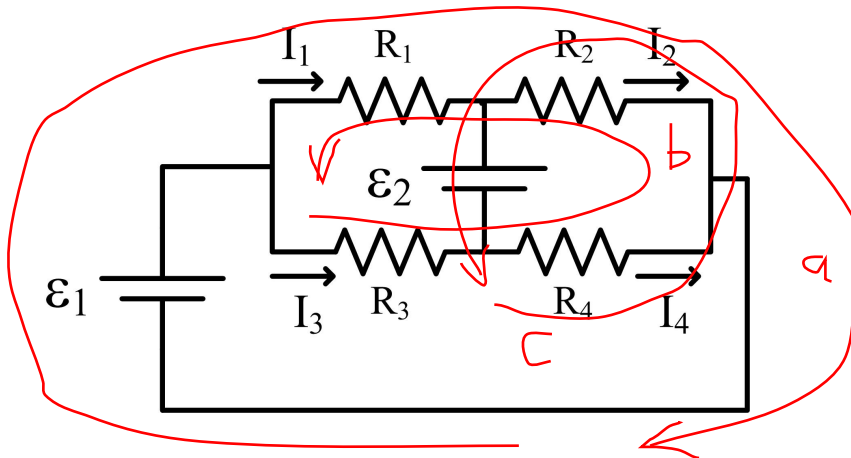 I₁ R₁ R₂ I₂
b
ε₂
a
ε₁
I₃ R₃ R₄ I₄
c